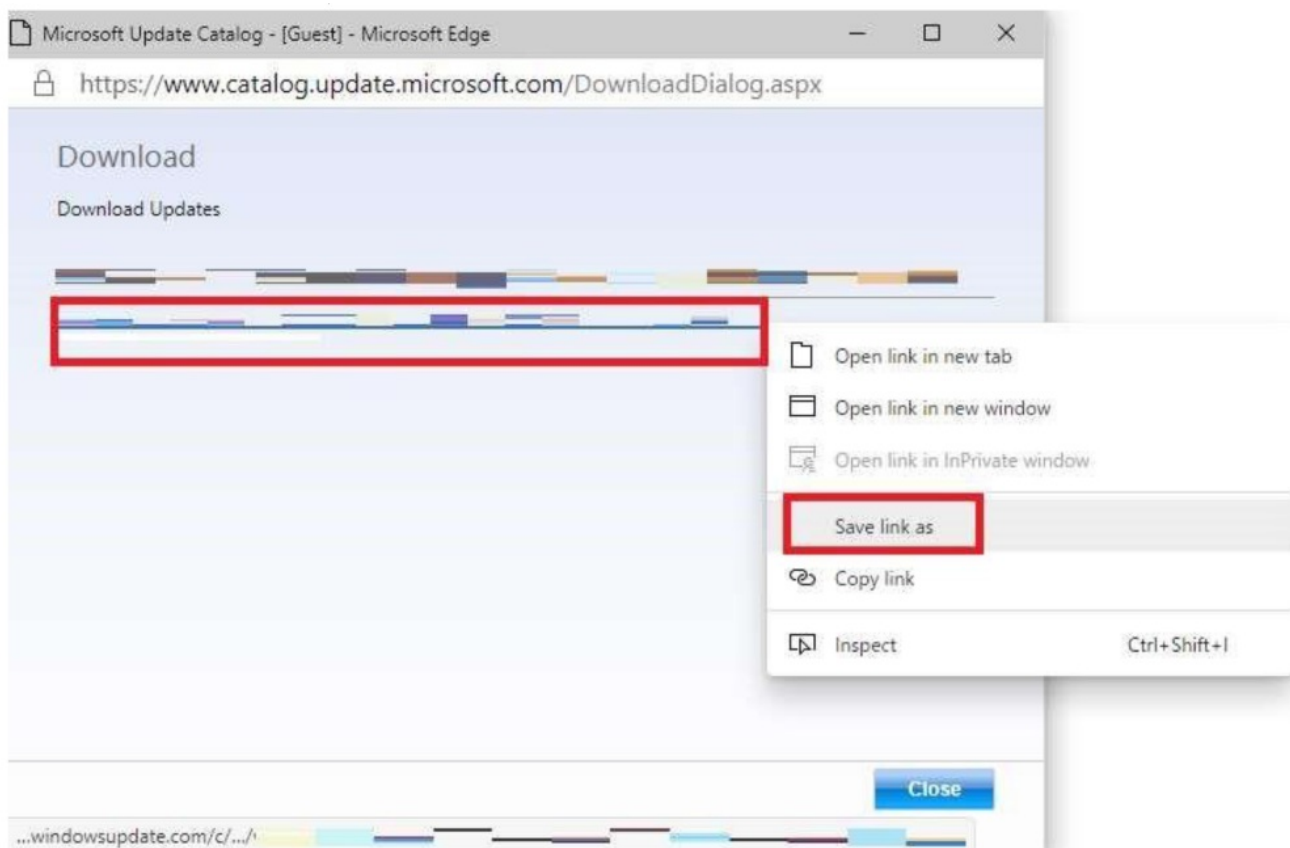 Microsoft Update Catalog - [Guest] - Microsoft Edge
https://www.catalog.update.microsoft.com/DownloadDialog.aspx
Download
Download Updates
Open link in new tab
Open link in new window
Open link in InPrivate window
Save link as
Copy link
Inspect Ctrl+Shift+I
Close
...windowsupdate.com/c/.../